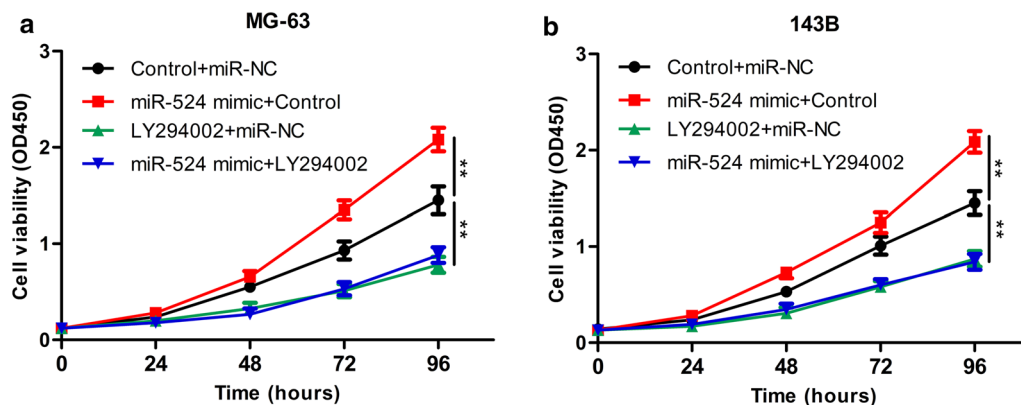 a
MG-63
Cell viability (OD450)
3
2
1
0
Control+miR-NC
miR-524 mimic+Control
LY294002+miR-NC
miR-524 mimic+LY294002
**
**
0 24 48 72 96
Time (hours)
b
143B
Cell viability (OD450)
3
2
1
0
Control+miR-NC
miR-524 mimic+Control
LY294002+miR-NC
miR-524 mimic+LY294002
**
**
0 24 48 72 96
Time (hours)